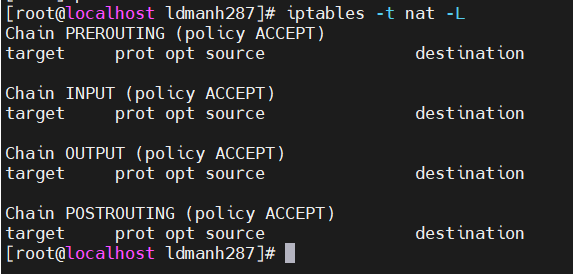 [root@localhost ldmanh287]# iptables -t nat -L
Chain PREROUTING (policy ACCEPT)
target     prot opt source               destination

Chain INPUT (policy ACCEPT)
target     prot opt source               destination

Chain OUTPUT (policy ACCEPT)
target     prot opt source               destination

Chain POSTROUTING (policy ACCEPT)
target     prot opt source               destination
[root@localhost ldmanh287]#